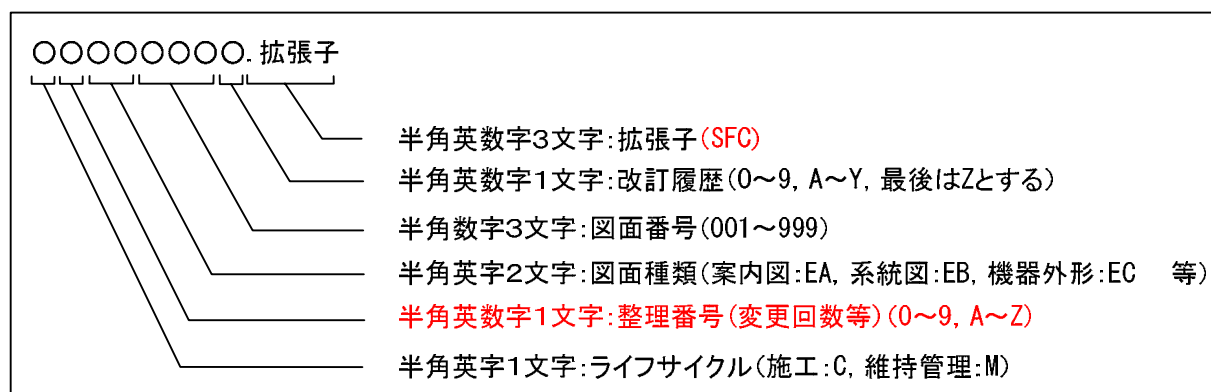 ○○○○○○○○.拡張子
半角英数字3文字:拡張子(SFC)
半角英数字1文字:改訂履歴(0～9, A～Y, 最後はZとする)
半角数字3文字:図面番号(001～999)
半角英字2文字:図面種類(案内図:EA, 系統図:EB, 機器外形:EC　等)
半角英数字1文字:整理番号(変更回数等)(0～9, A～Z)
半角英字1文字:ライフサイクル(施工:C, 維持管理:M)